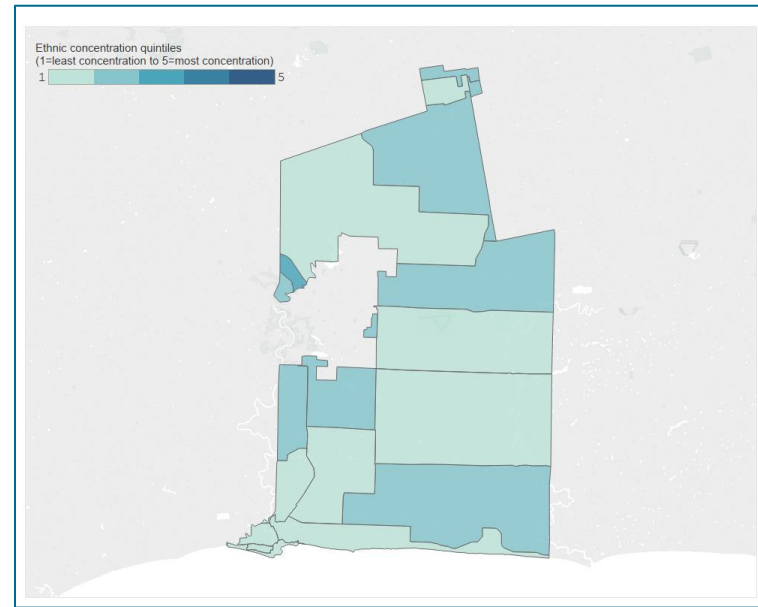 Ethnic concentration quintiles
(1=least concentration to 5=most concentration)
1 5